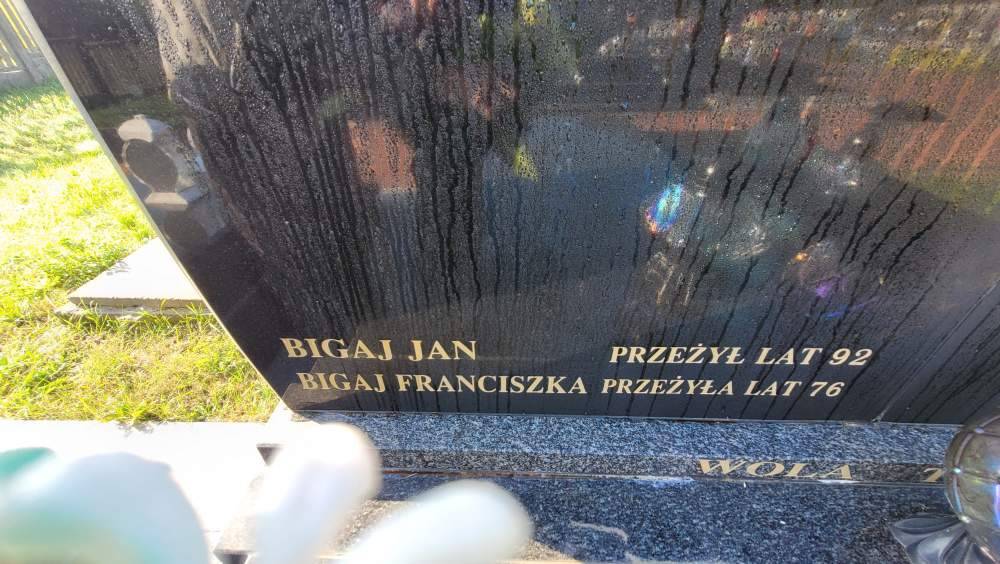 BIGAJ JAN PRZEŻYŁ LAT 92
BIGAJ FRANCISZKA PRZEŻYŁA LAT 76
WOLA